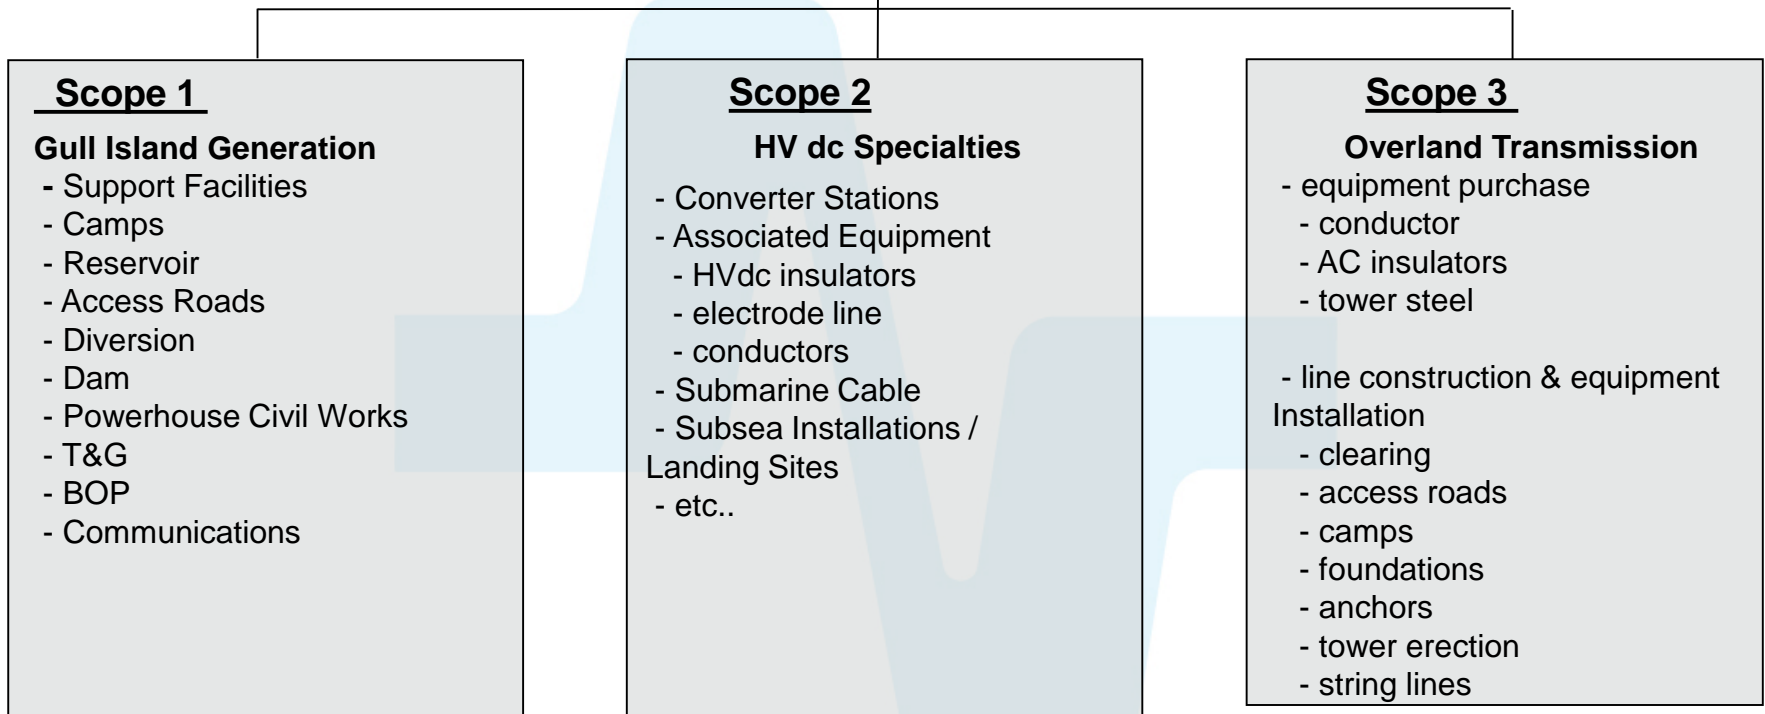 Scope 1
Gull Island Generation
- Support Facilities
- Camps
- Reservoir
- Access Roads
- Diversion
- Dam
- Powerhouse Civil Works
- T&G
- BOP
- Communications
Scope 2
HV dc Specialties
- Converter Stations
- Associated Equipment
- HVdc insulators
- electrode line
- conductors
- Submarine Cable
- Subsea Installations /
Landing Sites
- etc..
Scope 3
Overland Transmission
- equipment purchase
- conductor
- AC insulators
- tower steel
- line construction & equipment
Installation
- clearing
- access roads
- camps
- foundations
- anchors
- tower erection
- string lines